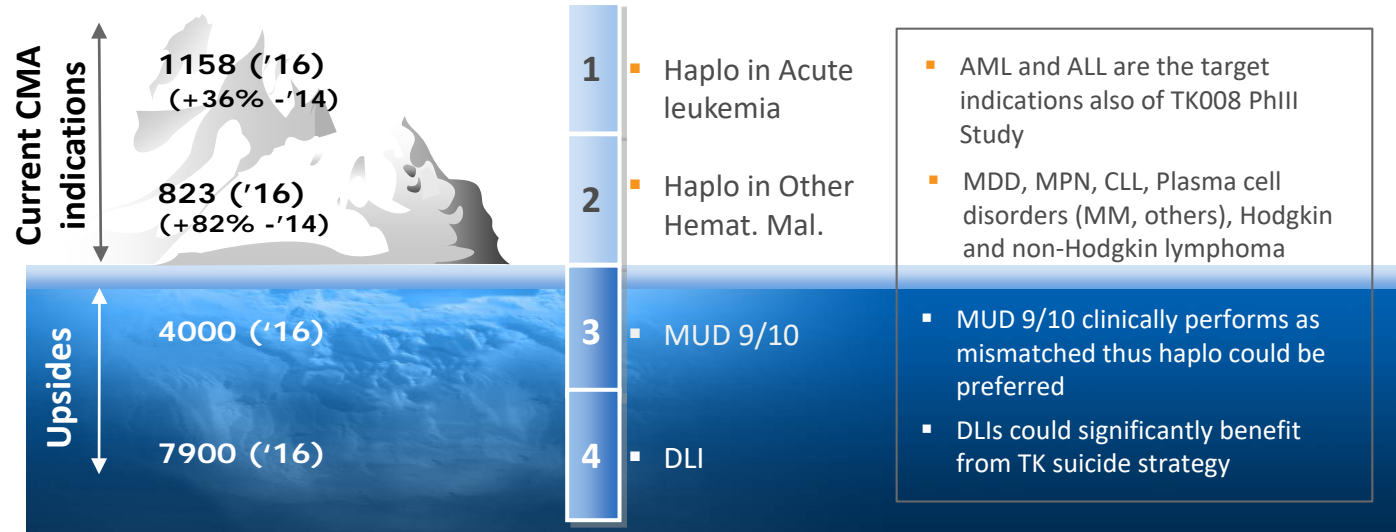 Current CMA
indications
1158 ('16)
(+36% -'14)
823 ('16)
(+82% -'14)
1
▪ Haplo in Acute
leukemia
2
▪ Haplo in Other
Hemat. Mal.
▪ AML and ALL are the target
indications also of TK008 PhIII
Study
▪ MDD, MPN, CLL, Plasma cell
disorders (MM, others), Hodgkin
and non-Hodgkin lymphoma
Upsides
4000 ('16)
7900 ('16)
3
▪ MUD 9/10
4
▪ DLI
▪ MUD 9/10 clinically performs as
mismatched thus haplo could be
preferred
▪ DLIs could significantly benefit
from TK suicide strategy